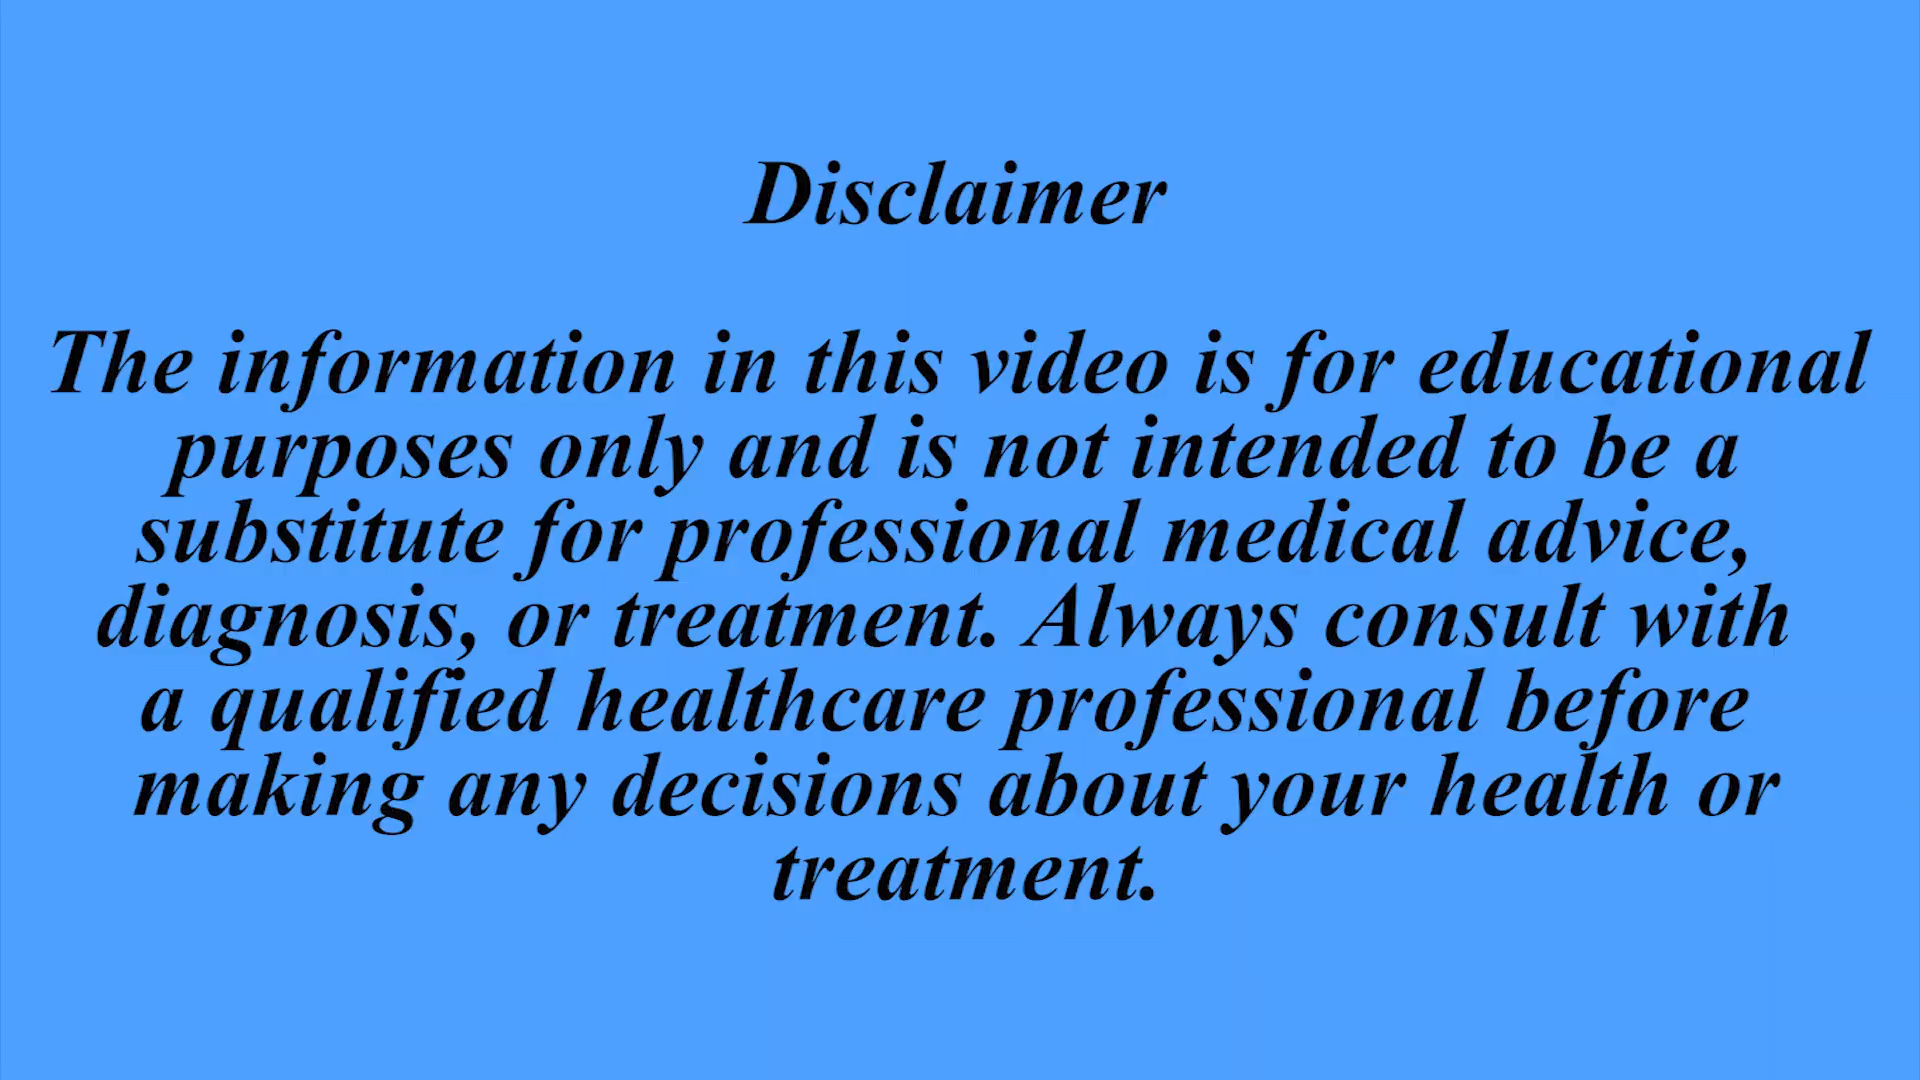 Disclaimer
The information in this video is for educational
purposes only and is not intended to be a
substitute for professional medical advice,
diagnosis, or treatment. Always consult with
a qualified healthcare professional before
making any decisions about your health or
treatment.